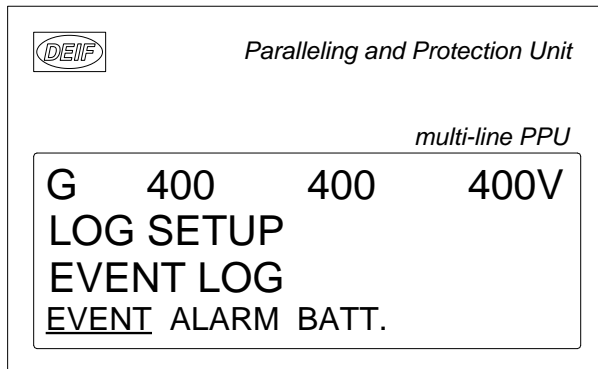 DEIF
Paralleling and Protection Unit
multi-line PPU
G 400 400 400V
LOG SETUP
EVENT LOG
EVENT ALARM BATT.